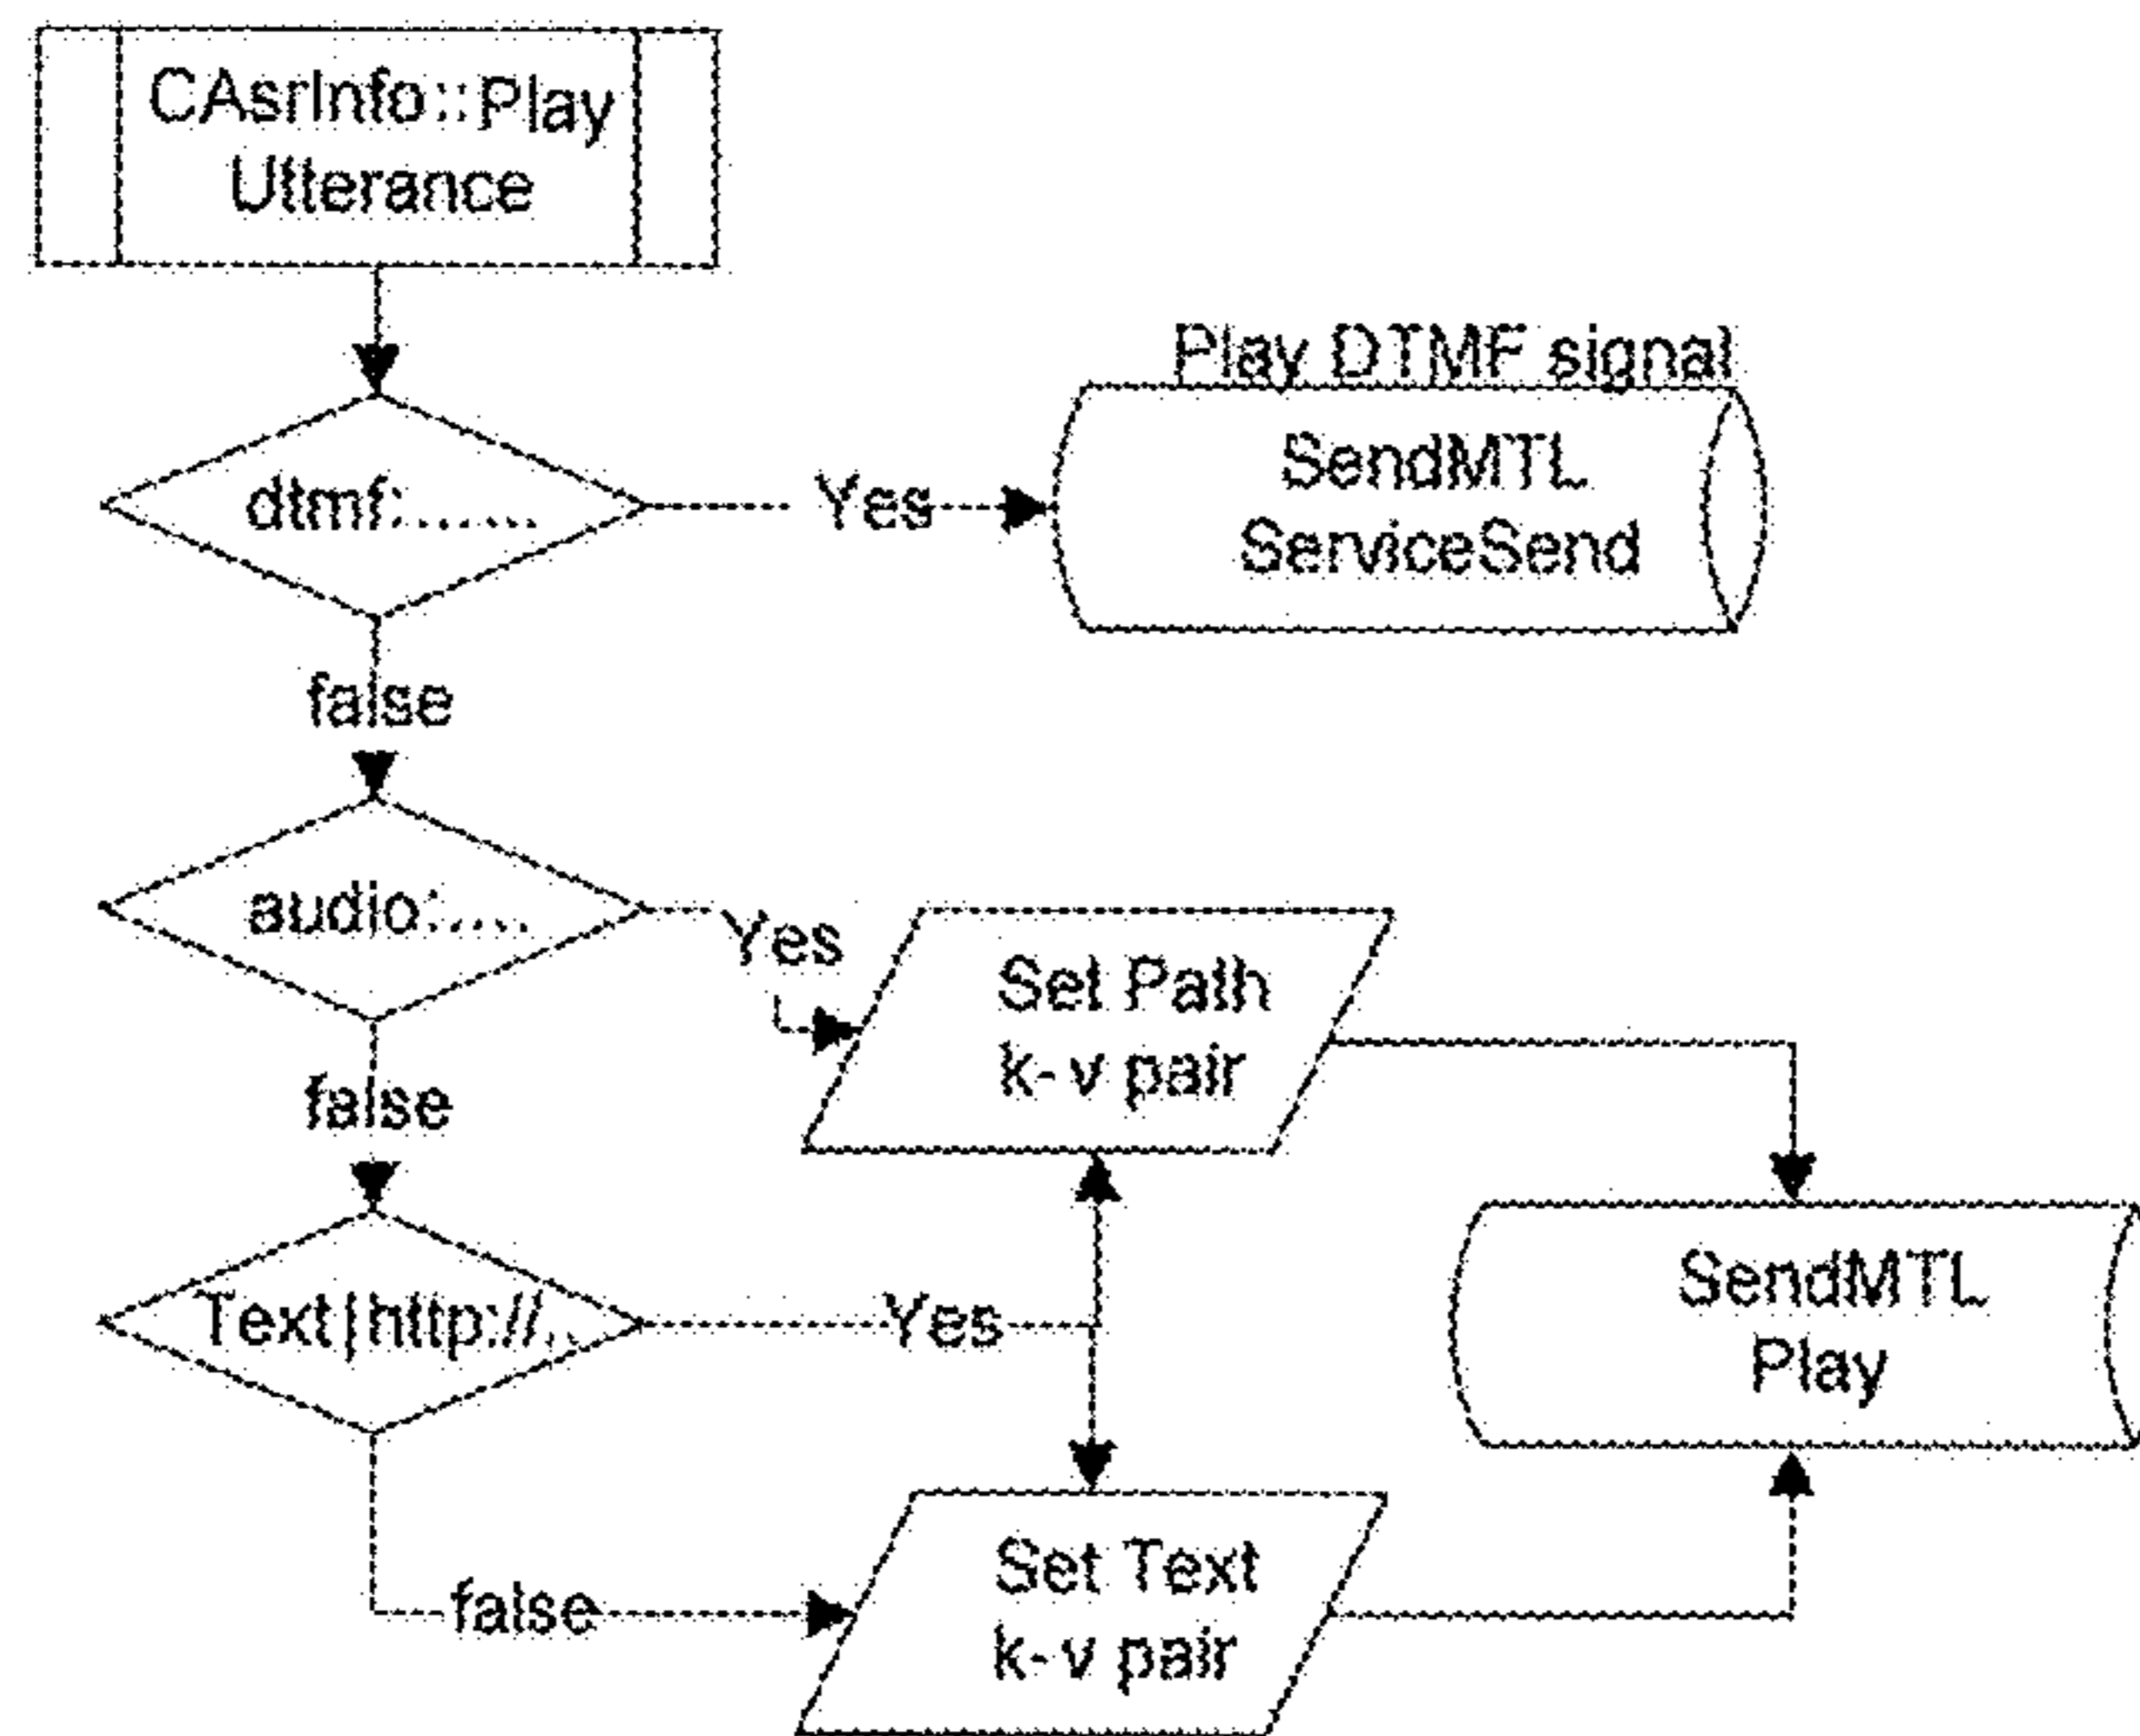 CAsrInfo::Play
Utterance
Play DTMF signal
dtmf:......
Yes
SendMTL
ServiceSend
false
audio:....
Yes
Set Path
k-v pair
false
Text|http://..
Yes
SendMTL
Play
false
Set Text
k-v pair